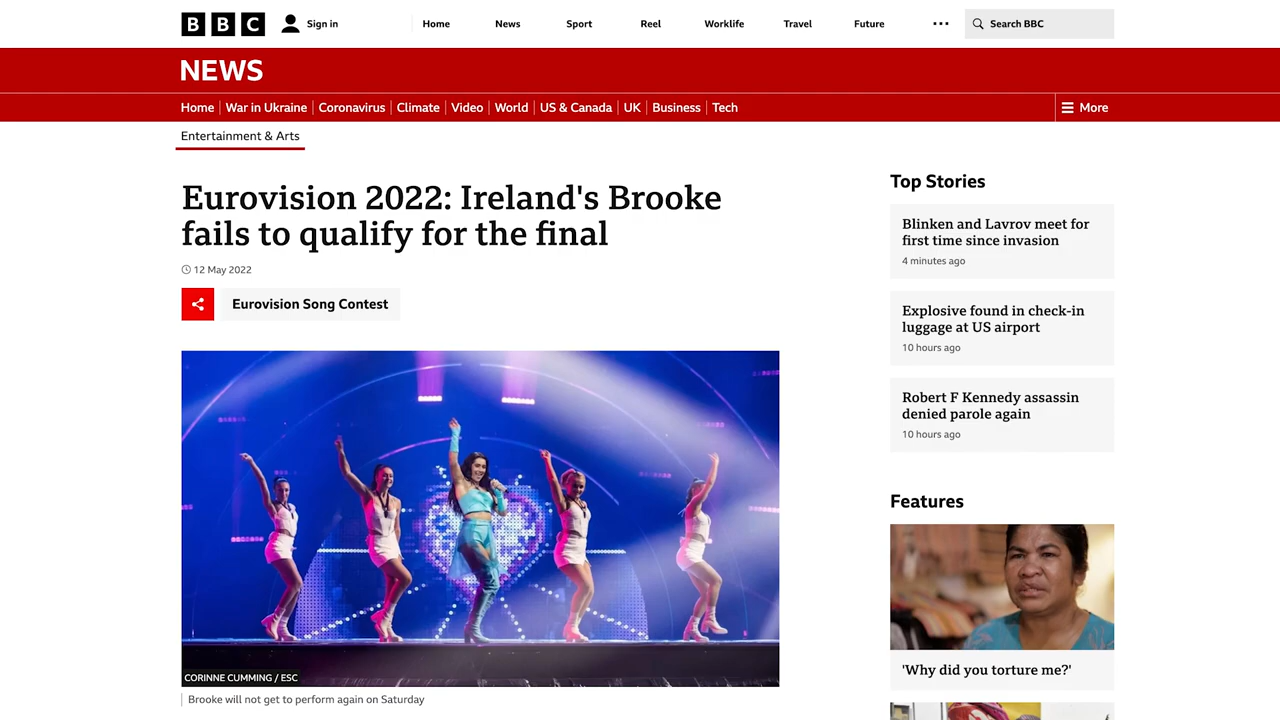 BBC
Sign in
Home
News
Sport
Reel
Worklife
Travel
Future
Search BBC
NEWS
Home
War in Ukraine
Coronavirus
Climate
Video
World
US & Canada
UK
Business
Tech
More
Entertainment & Arts
Eurovision 2022: Ireland's Brooke
fails to qualify for the final
12 May 2022
Eurovision Song Contest
CORINNE CUMMING / ESC
Brooke will not get to perform again on Saturday
Top Stories
Blinken and Lavrov meet for
first time since invasion
4 minutes ago
Explosive found in check-in
luggage at US airport
10 hours ago
Robert F Kennedy assassin
denied parole again
10 hours ago
Features
'Why did you torture me?'